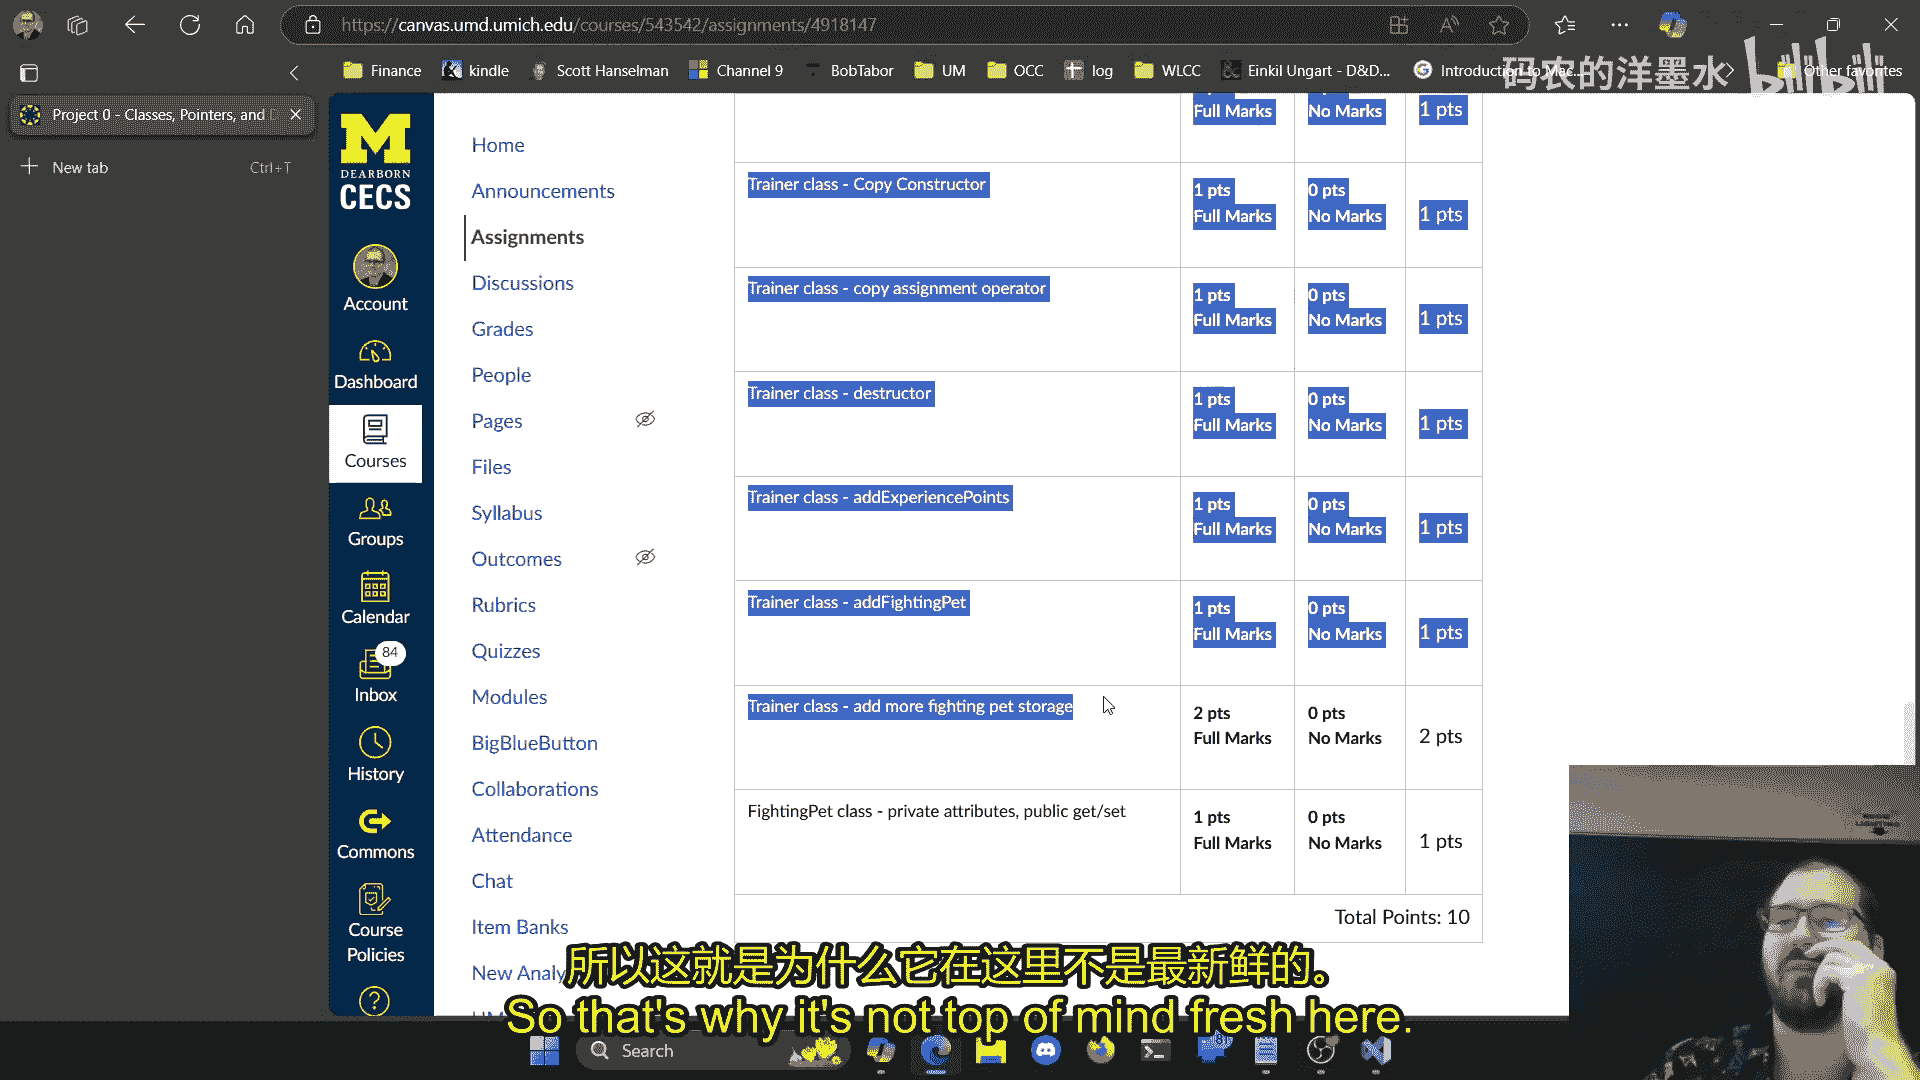 https://canvas.umd.umich.edu/courses/543542/assignments/4918147
Finance
kindle
Scott Hanselman
Channel 9
BobTabor
UM
OCC
log
WLCC
Einkil Ungart - D&D...
Introduction to Mac...
Other favorites
码农的洋墨水
bilibili
Project 0 - Classes, Pointers, and
New tab
Ctrl+T
M
DEARBORN
CECS
Account
Dashboard
Courses
Groups
Calendar
84
Inbox
History
Commons
Course
Policies
Home
Announcements
Assignments
Discussions
Grades
People
Pages
Files
Syllabus
Outcomes
Rubrics
Quizzes
Modules
BigBlueButton
Collaborations
Attendance
Chat
Item Banks
New Analy
Full Marks
No Marks
1 pts
Trainer class - Copy Constructor
1 pts
Full Marks
0 pts
No Marks
1 pts
Trainer class - copy assignment operator
1 pts
Full Marks
0 pts
No Marks
1 pts
Trainer class - destructor
1 pts
Full Marks
0 pts
No Marks
1 pts
Trainer class - addExperiencePoints
1 pts
Full Marks
0 pts
No Marks
1 pts
Trainer class - addFightingPet
1 pts
Full Marks
0 pts
No Marks
1 pts
Trainer class - add more fighting pet storage
2 pts
Full Marks
0 pts
No Marks
2 pts
FightingPet class - private attributes, public get/set
1 pts
Full Marks
0 pts
No Marks
1 pts
Total Points: 10
所以这就是为什么它在这里不是最新鲜的。
So that's why it's not top of mind fresh here.
Search